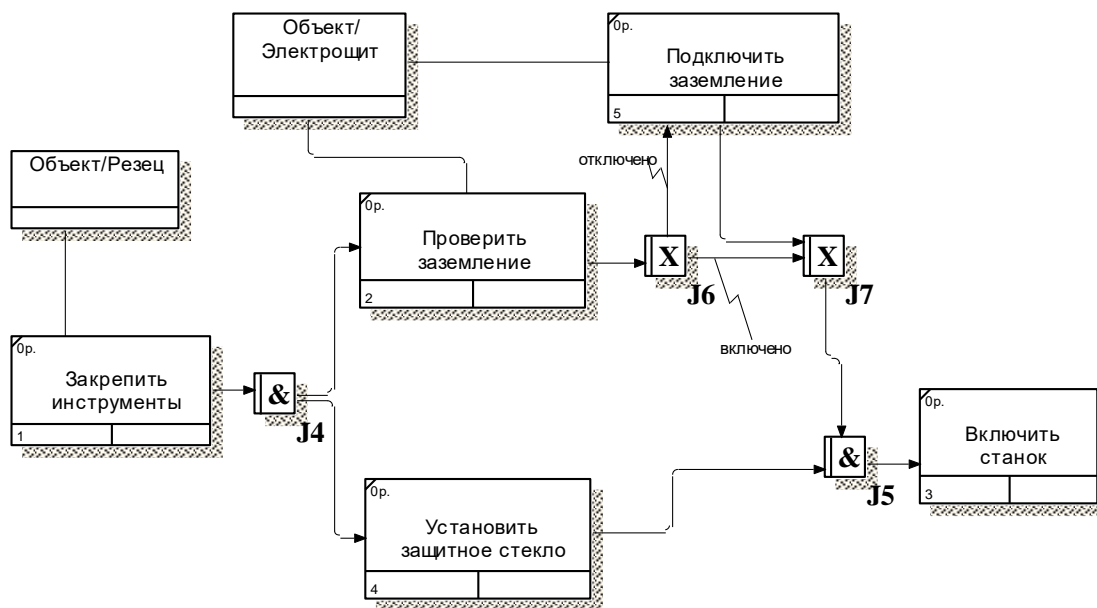 Объект/
Электрощит
0р.
Подключить
заземление
5
отключено
Объект/Резец
0р.
Проверить
заземление
2
X
J6
X
J7
включено
0р.
Закрепить
инструменты
1
&
J4
0р.
Включить
станок
3
&
J5
0р.
Установить
защитное стекло
4